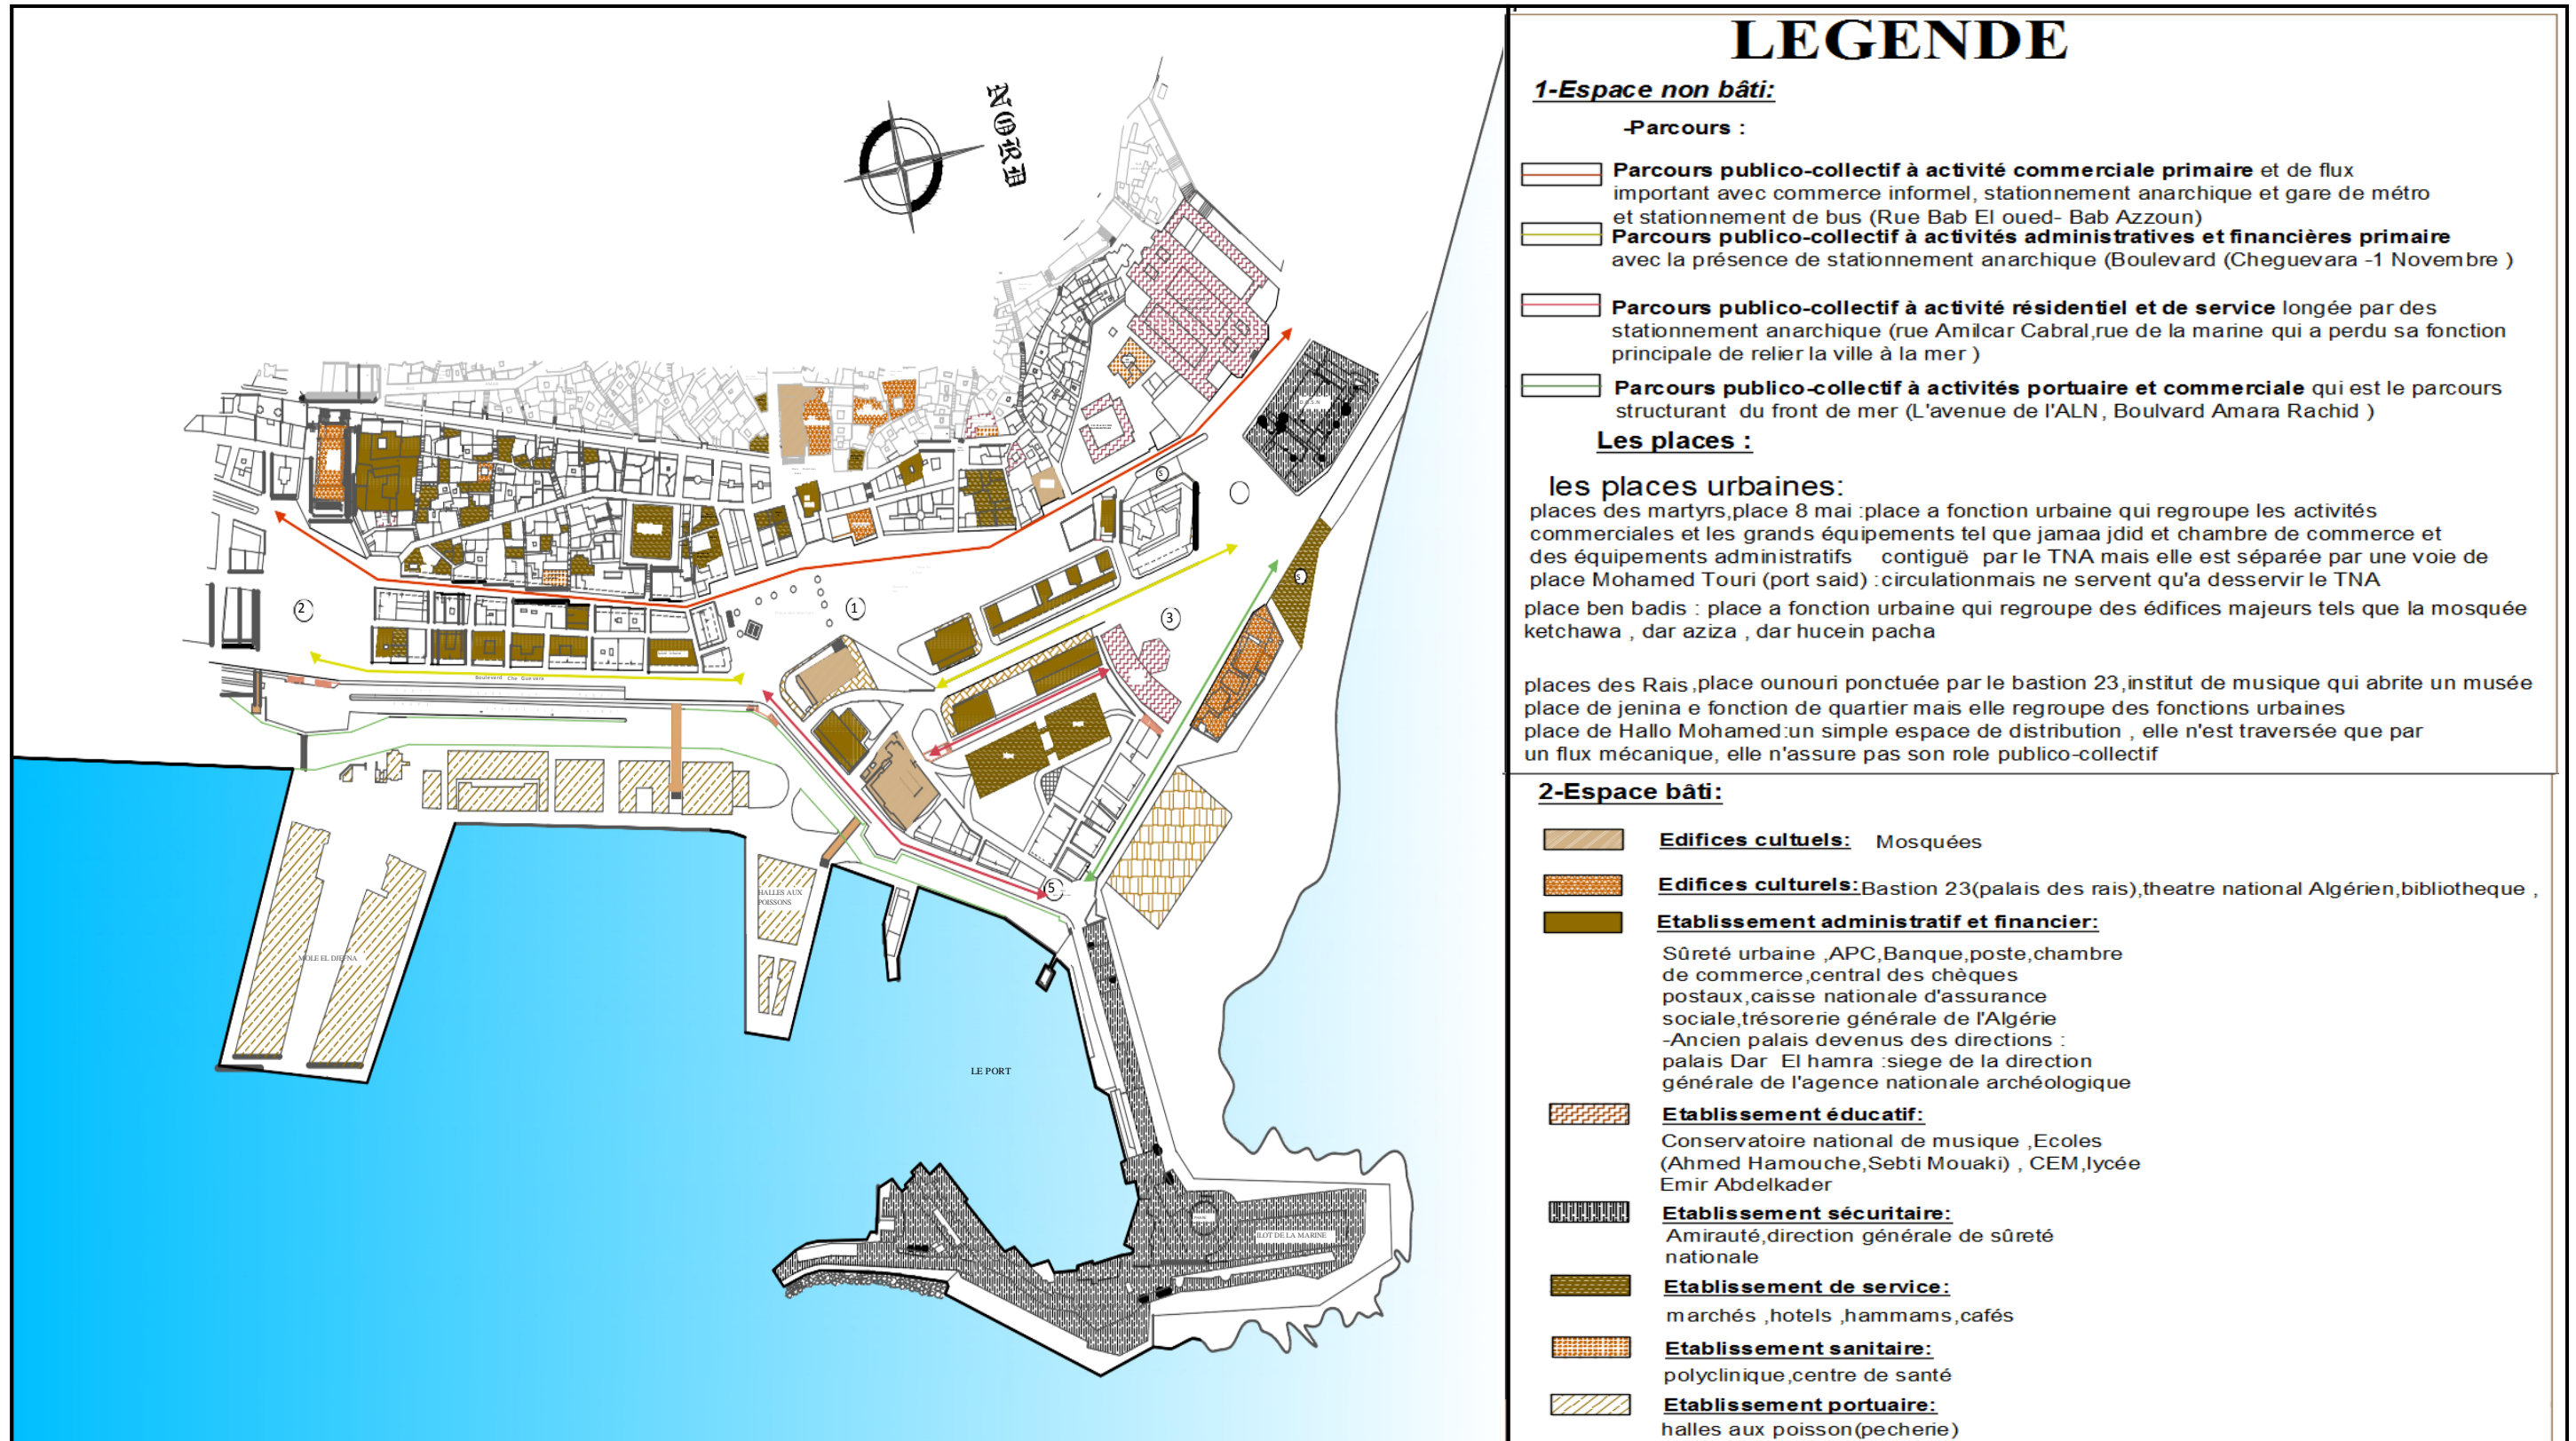 NORD
2
1
3
5
S
S
Boulevard Che Guevara
HALLES AUX
POISSONS
MOLE EL DJEFNA
LE PORT
ILOT DE LA MARINE
LEGENDE
1-Espace non bâti:
-Parcours :
Parcours publico-collectif à activité commerciale primaire et de flux
important avec commerce informel, stationnement anarchique et gare de métro
et stationnement de bus (Rue Bab El oued- Bab Azzoun)
Parcours publico-collectif à activités administratives et financières primaire
avec la présence de stationnement anarchique (Boulevard (Cheguevara -1 Novembre )
Parcours publico-collectif à activité résidentiel et de service longée par des
stationnement anarchique (rue Amilcar Cabral,rue de la marine qui a perdu sa fonction
principale de relier la ville à la mer )
Parcours publico-collectif à activités portuaire et commerciale qui est le parcours
structurant du front de mer (L'avenue de l'ALN, Boulvard Amara Rachid )
Les places :
les places urbaines:
places des martyrs,place 8 mai :place a fonction urbaine qui regroupe les activités
commerciales et les grands équipements tel que jamaa jdid et chambre de commerce et
des équipements administratifs contiguë par le TNA mais elle est séparée par une voie de
place Mohamed Touri (port said) :circulationmais ne servent qu'a desservir le TNA
place ben badis : place a fonction urbaine qui regroupe des édifices majeurs tels que la mosquée
ketchawa , dar aziza , dar hucein pacha
places des Rais,place ounouri ponctuée par le bastion 23,institut de musique qui abrite un musée
place de jenina e fonction de quartier mais elle regroupe des fonctions urbaines
place de Hallo Mohamed:un simple espace de distribution , elle n'est traversée que par
un flux mécanique, elle n'assure pas son role publico-collectif
2-Espace bâti:
Edifices cultuels: Mosquées
Edifices culturels:Bastion 23(palais des rais),theatre national Algérien,bibliotheque ,
Etablissement administratif et financier:
Sûreté urbaine ,APC,Banque,poste,chambre
de commerce,central des chèques
postaux,caisse nationale d'assurance
sociale,trésorerie générale de l'Algérie
-Ancien palais devenus des directions :
palais Dar El hamra :siege de la direction
générale de l'agence nationale archéologique
Etablissement éducatif:
Conservatoire national de musique ,Ecoles
(Ahmed Hamouche,Sebti Mouaki) , CEM,lycée
Emir Abdelkader
Etablissement sécuritaire:
Amirauté,direction générale de sûreté
nationale
Etablissement de service:
marchés ,hotels ,hammams,cafés
Etablissement sanitaire:
polyclinique,centre de santé
Etablissement portuaire:
halles aux poisson(pecherie)